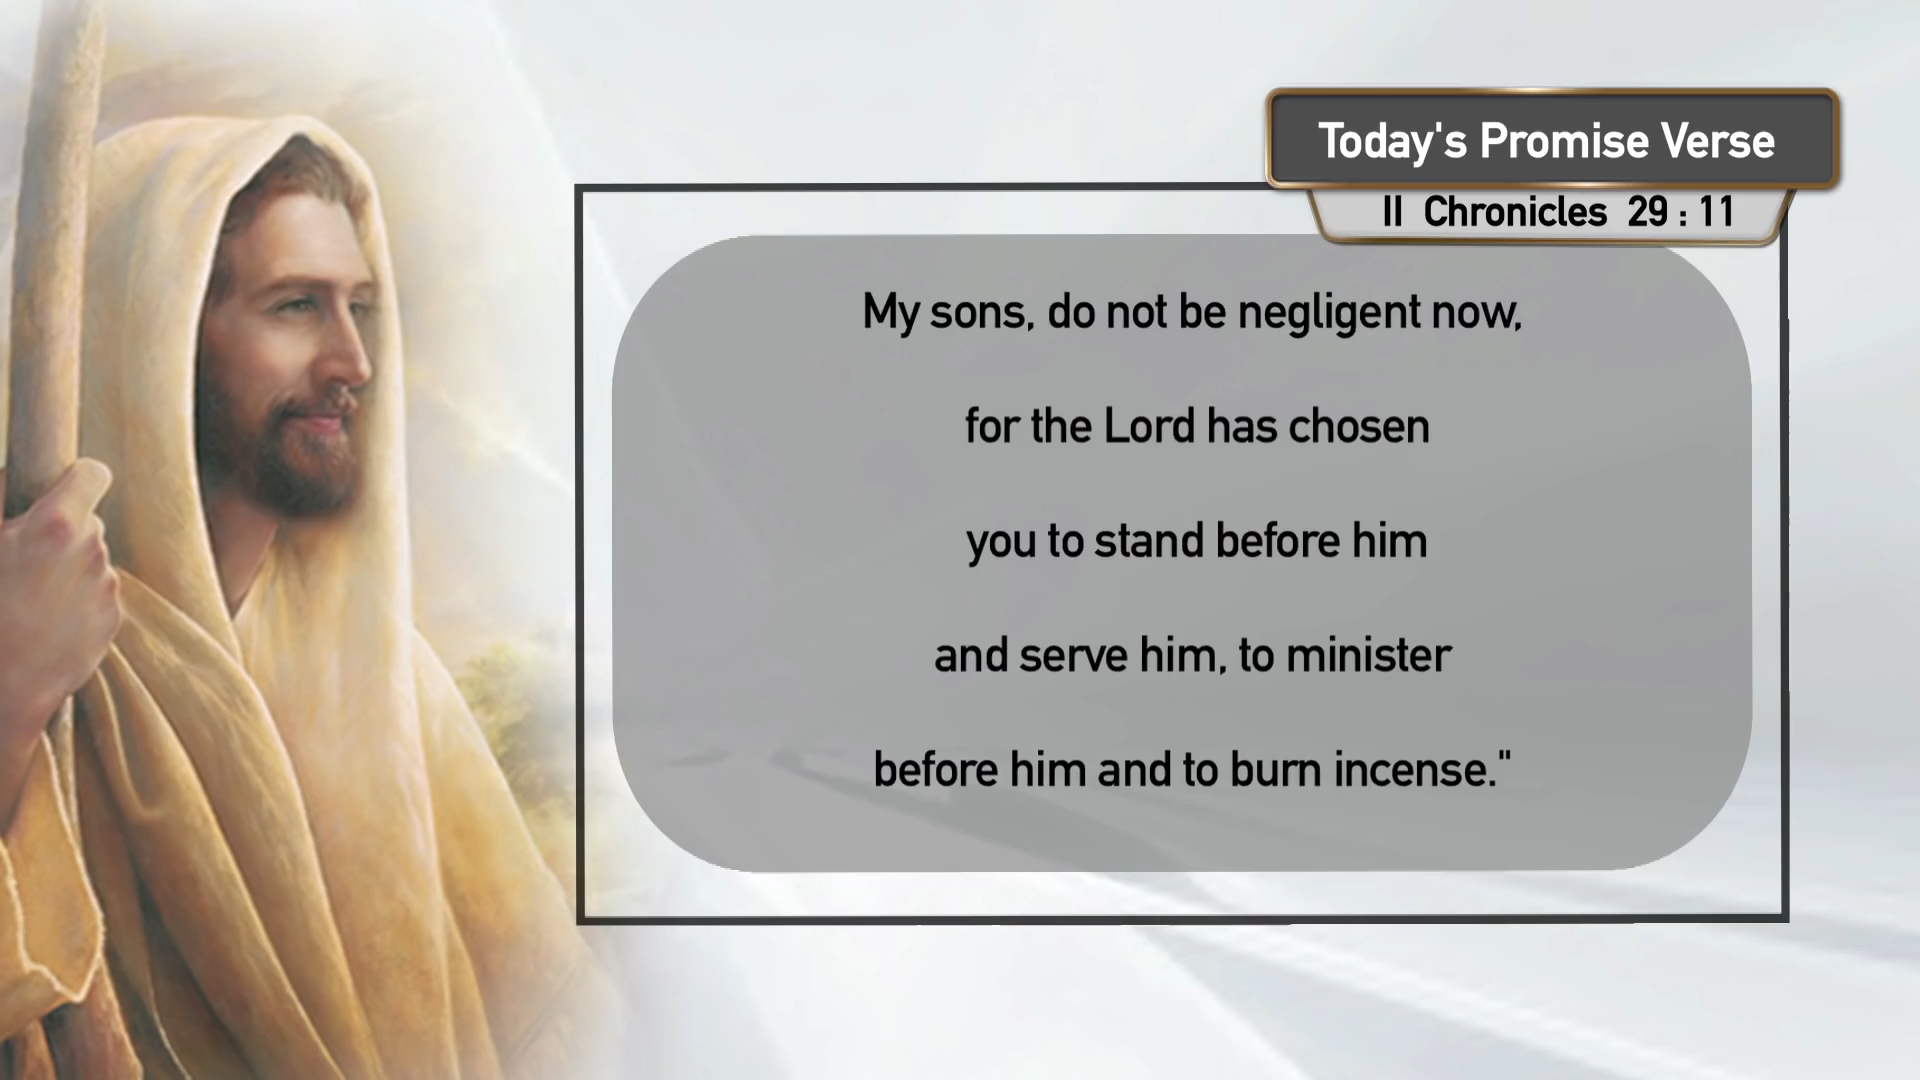 Today's Promise Verse
II Chronicles 29 : 11
My sons, do not be negligent now,
for the Lord has chosen
you to stand before him
and serve him, to minister
before him and to burn incense."